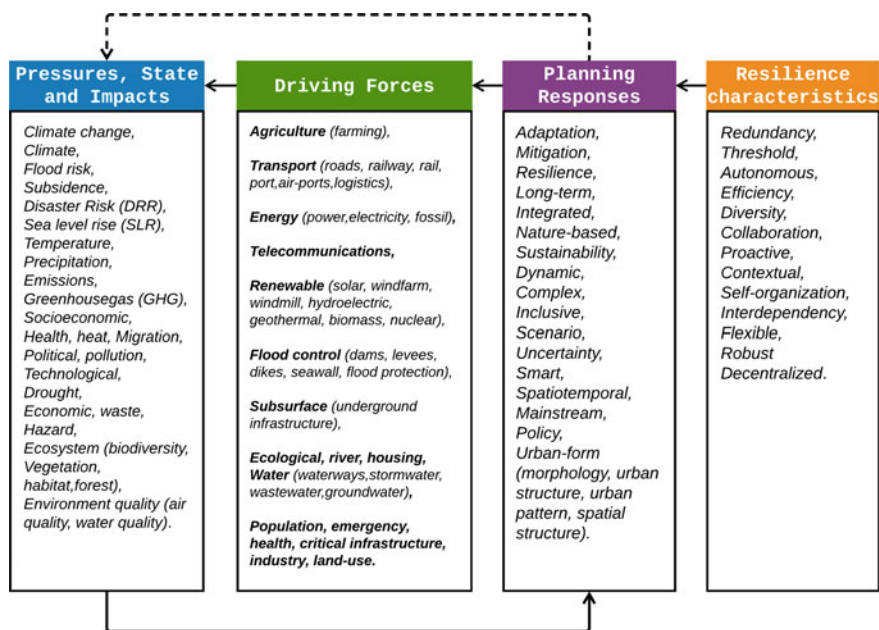 Pressures, State
and Impacts
Climate change,
Climate,
Flood risk,
Subsidence,
Disaster Risk (DRR),
Sea level rise (SLR),
Temperature,
Precipitation,
Emissions,
Greenhousegas (GHG),
Socioeconomic,
Health, heat, Migration,
Political, pollution,
Technological,
Drought,
Economic, waste,
Hazard,
Ecosystem (biodiversity,
Vegetation,
habitat,forest),
Environment quality (air
quality, water quality).
Driving Forces
Agriculture (farming),
Transport (roads, railway, rail,
port,air-ports,logistics),
Energy (power,electricity, fossil),
Telecommunications,
Renewable (solar, windfarm,
windmill, hydroelectric,
geothermal, biomass, nuclear),
Flood control (dams, levees,
dikes, seawall, flood protection),
Subsurface (underground
infrastructure),
Ecological, river, housing,
Water (waterways,stormwater,
wastewater,groundwater),
Population, emergency,
health, critical infrastructure,
industry, land-use.
Planning
Responses
Adaptation,
Mitigation,
Resilience,
Long-term,
Integrated,
Nature-based,
Sustainability,
Dynamic,
Complex,
Inclusive,
Scenario,
Uncertainty,
Smart,
Spatiotemporal,
Mainstream,
Policy,
Urban-form
(morphology, urban
structure, urban
pattern, spatial
structure).
Resilience
characteristics
Redundancy,
Threshold,
Autonomous,
Efficiency,
Diversity,
Collaboration,
Proactive,
Contextual,
Self-organization,
Interdependency,
Flexible,
Robust
Decentralized.